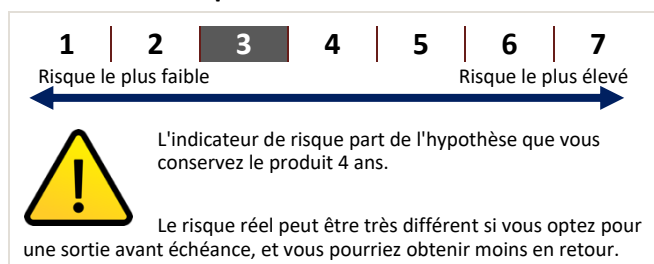 1 2 3 4 5 6 7
Risque le plus faible Risque le plus élevé
L'indicateur de risque part de l'hypothèse que vous
conservez le produit 4 ans.
Le risque réel peut être très différent si vous optez pour
une sortie avant échéance, et vous pourriez obtenir moins en retour.